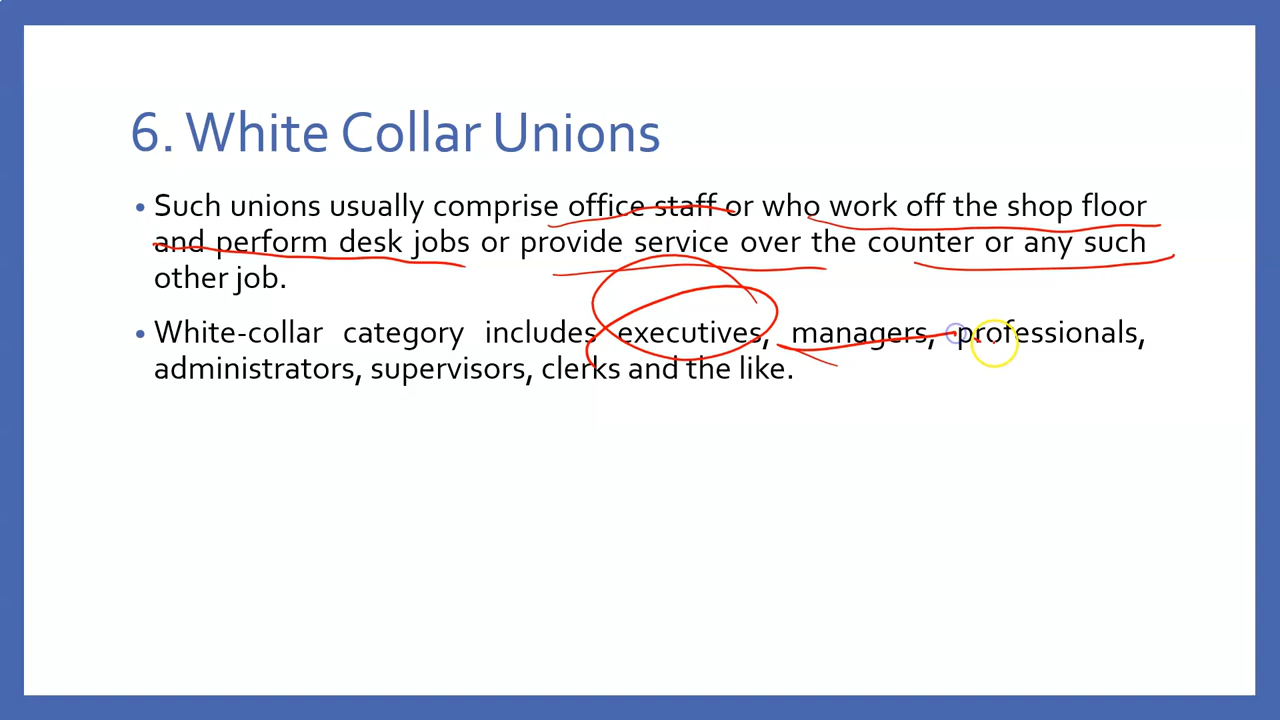 6. White Collar Unions
• Such unions usually comprise office staff or who work off the shop floor
and perform desk jobs or provide service over the counter or any such
other job.
• White-collar category includes executives, managers, professionals,
administrators, supervisors, clerks and the like.